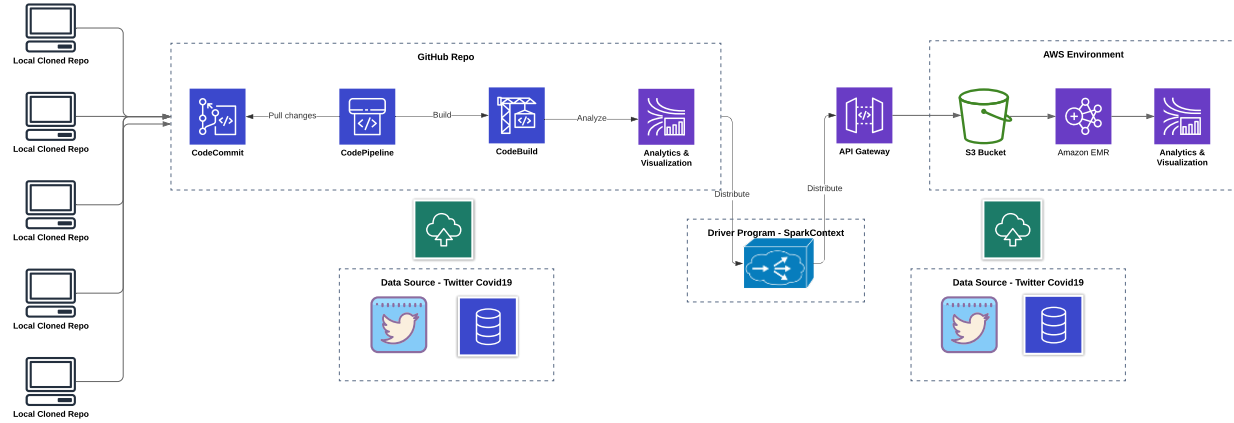 Local Cloned Repo
Local Cloned Repo
Local Cloned Repo
Local Cloned Repo
Local Cloned Repo
GitHub Repo
CodeCommit
Pull changes
CodePipeline
Build
CodeBuild
Analyze
Analytics &
Visualization
Data Source - Twitter Covid19
Distribute
Driver Program - SparkContext
Distribute
API Gateway
AWS Environment
S3 Bucket
Amazon EMR
Analytics &
Visualization
Data Source - Twitter Covid19